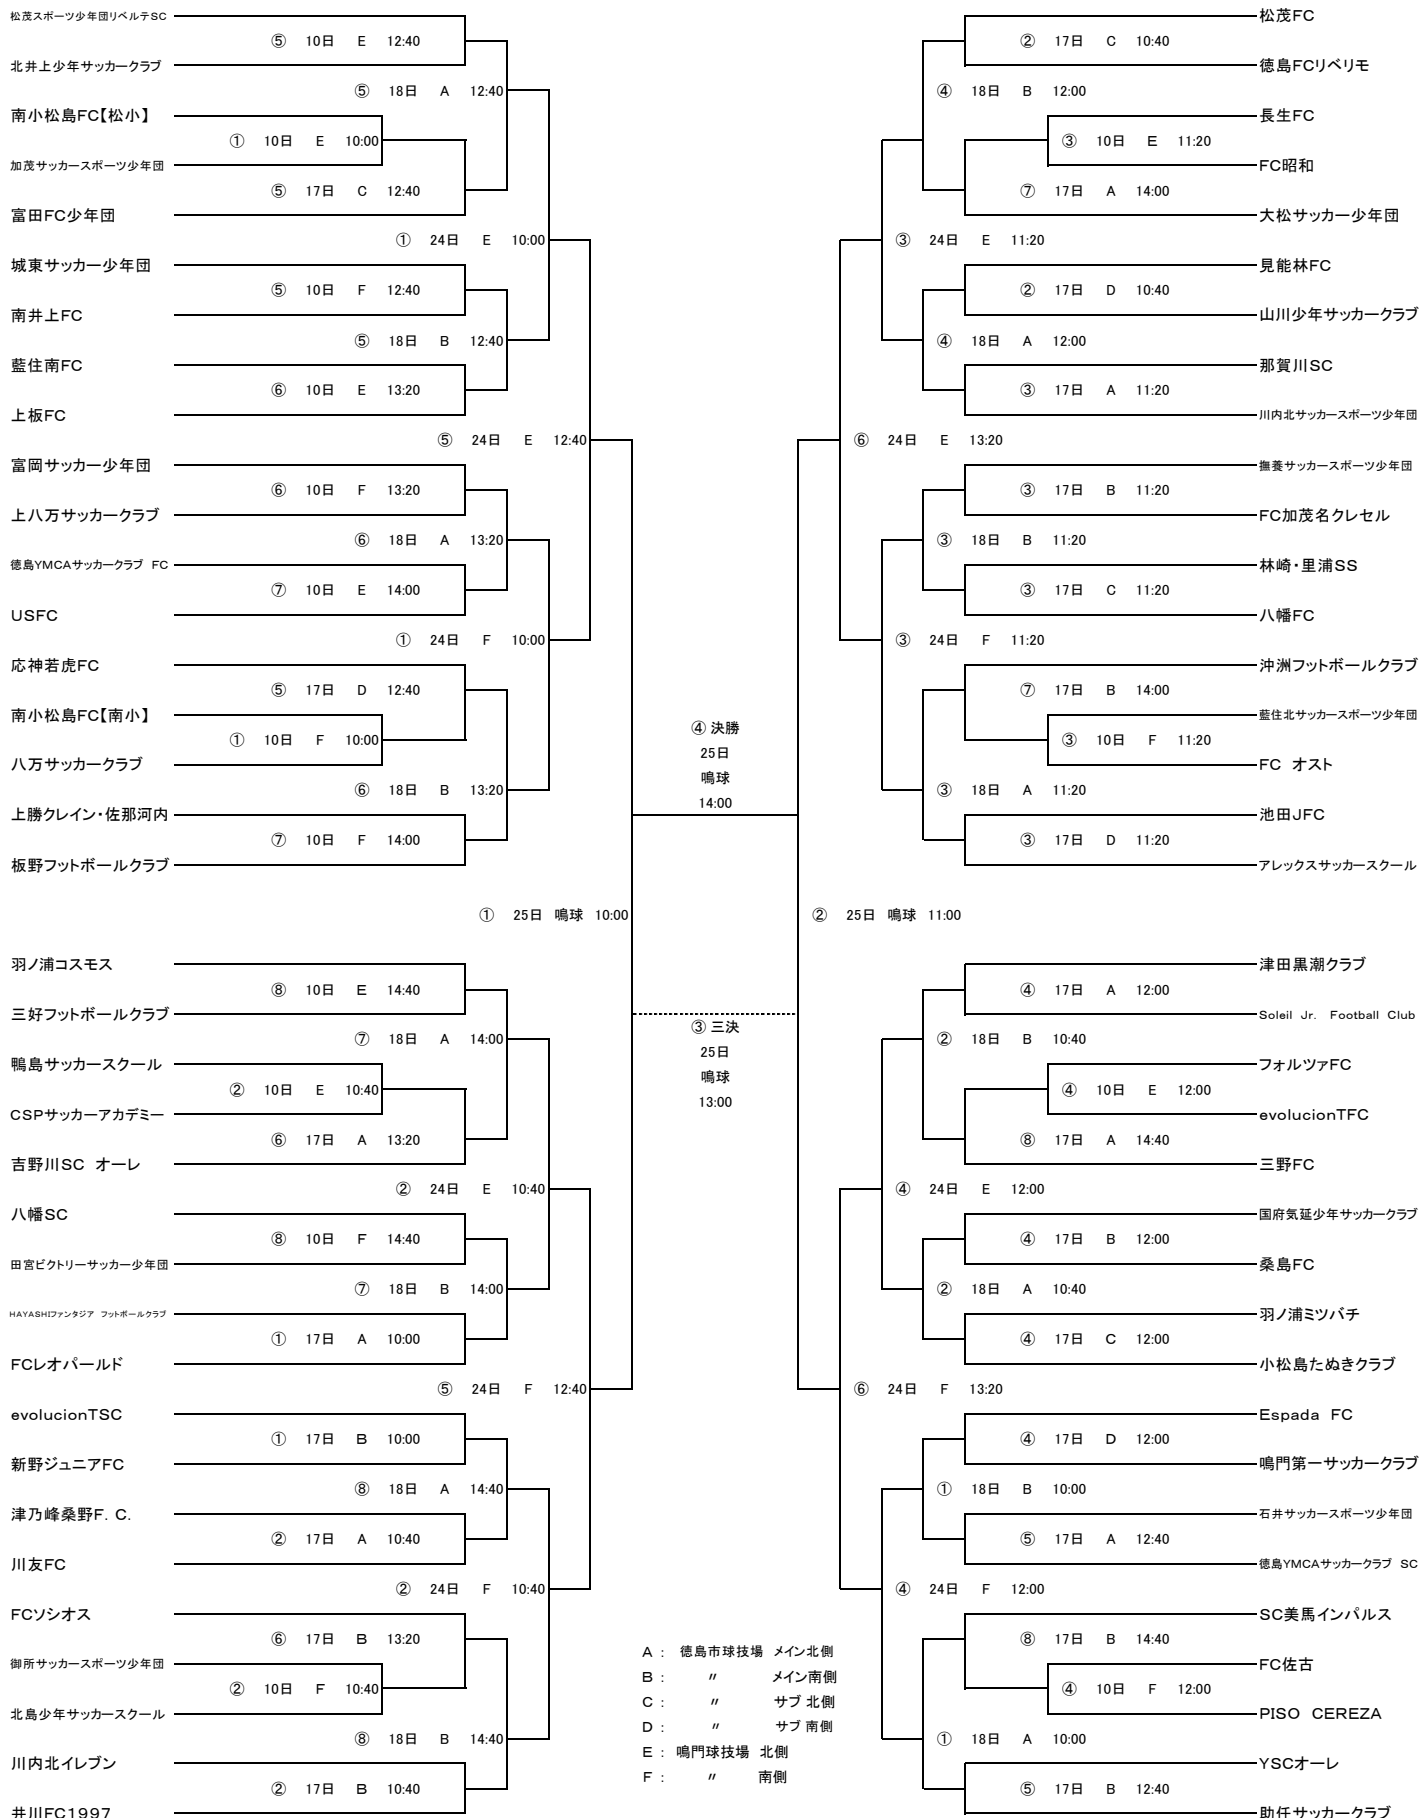 松茂スポーツ少年団リベルテSC
⑤ 10日 E 12:40
北井上少年サッカークラブ
⑤ 18日 A 12:40
南小松島FC【松小】
① 10日 E 10:00
加茂サッカースポーツ少年団
⑤ 17日 C 12:40
富田FC少年団
① 24日 E 10:00
城東サッカー少年団
⑤ 10日 F 12:40
南井上FC
⑤ 18日 B 12:40
藍住南FC
⑥ 10日 E 13:20
上板FC
⑤ 24日 E 12:40
富岡サッカー少年団
⑥ 10日 F 13:20
上八万サッカークラブ
⑥ 18日 A 13:20
徳島YMCAサッカークラブ FC
⑦ 10日 E 14:00
USFC
① 24日 F 10:00
応神若虎FC
⑤ 17日 D 12:40
南小松島FC【南小】
① 10日 F 10:00
八万サッカークラブ
⑥ 18日 B 13:20
上勝クレイン・佐那河内
⑦ 10日 F 14:00
板野フットボールクラブ
① 25日 鳴球 10:00
羽ノ浦コスモス
⑧ 10日 E 14:40
三好フットボールクラブ
⑦ 18日 A 14:00
鴨島サッカースクール
② 10日 E 10:40
CSPサッカーアカデミー
⑥ 17日 A 13:20
吉野川SC オーレ
② 24日 E 10:40
八幡SC
⑧ 10日 F 14:40
田宮ビクトリーサッカー少年団
⑦ 18日 B 14:00
HAYASHIファンタジア フットボールクラブ
① 17日 A 10:00
FCレオパールド
⑤ 24日 F 12:40
evolucionTSC
① 17日 B 10:00
新野ジュニアFC
⑧ 18日 A 14:40
津乃峰桑野F.C.
② 17日 A 10:40
川友FC
② 24日 F 10:40
FCソシオス
⑥ 17日 B 13:20
御所サッカースポーツ少年団
② 10日 F 10:40
北島少年サッカースクール
⑧ 18日 B 14:40
川内北イレブン
② 17日 B 10:40
井川FC1997
④ 決勝
25日
鳴球
14:00
③ 三決
25日
鳴球
13:00
A : 徳島市球技場 メイン北側
B : 〃 メイン南側
C : 〃 サブ 北側
D : 〃 サブ 南側
E : 鳴門球技場 北側
F : 〃 南側
松茂FC
② 17日 C 10:40
徳島FCリベリモ
④ 18日 B 12:00
長生FC
③ 10日 E 11:20
FC昭和
⑦ 17日 A 14:00
大松サッカー少年団
③ 24日 E 11:20
見能林FC
② 17日 D 10:40
山川少年サッカークラブ
④ 18日 A 12:00
那賀川SC
③ 17日 A 11:20
川内北サッカースポーツ少年団
⑥ 24日 E 13:20
撫養サッカースポーツ少年団
③ 17日 B 11:20
FC加茂名クレセル
③ 18日 B 11:20
林崎・里浦SS
③ 17日 C 11:20
八幡FC
③ 24日 F 11:20
沖洲フットボールクラブ
⑦ 17日 B 14:00
藍住北サッカースポーツ少年団
③ 10日 F 11:20
FC オスト
③ 18日 A 11:20
池田JFC
③ 17日 D 11:20
アレックスサッカースクール
② 25日 鳴球 11:00
津田黒潮クラブ
④ 17日 A 12:00
Soleil Jr. Football Club
② 18日 B 10:40
フォルツァFC
④ 10日 E 12:00
evolucionTFC
⑧ 17日 A 14:40
三野FC
④ 24日 E 12:00
国府気延少年サッカークラブ
④ 17日 B 12:00
桑島FC
② 18日 A 10:40
羽ノ浦ミツバチ
④ 17日 C 12:00
小松島たぬきクラブ
⑥ 24日 F 13:20
Espada FC
④ 17日 D 12:00
鳴門第一サッカークラブ
① 18日 B 10:00
石井サッカースポーツ少年団
⑤ 17日 A 12:40
徳島YMCAサッカークラブ SC
④ 24日 F 12:00
SC美馬インパルス
⑧ 17日 B 14:40
FC佐古
④ 10日 F 12:00
PISO CEREZA
① 18日 A 10:00
YSCオーレ
⑤ 17日 B 12:40
助任サッカークラブ